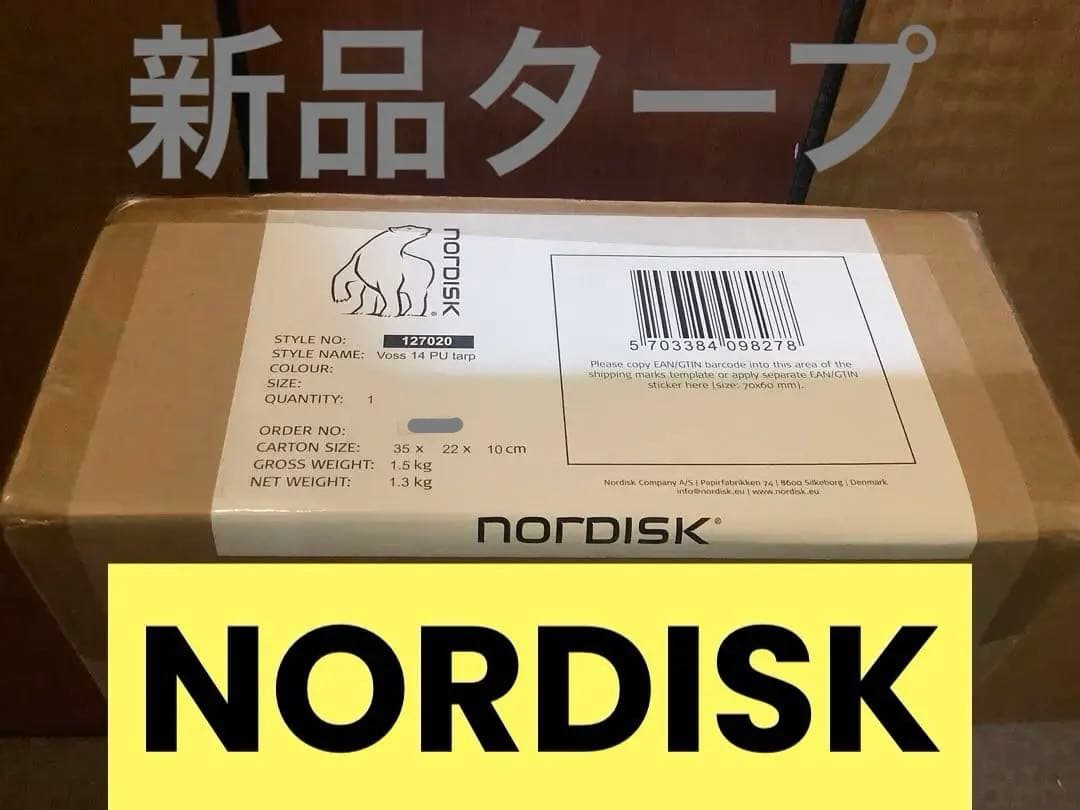 新品タープ
NORDISK
STYLE NO: 127020
STYLE NAME: Voss 14 PU tarp
COLOUR:
SIZE:
QUANTITY: 1
ORDER NO:
CARTON SIZE: 35 x 22 x 10 cm
GROSS WEIGHT: 1.5 kg
NET WEIGHT: 1.3 kg
5 703384 098278
Please copy EAN/GTIN barcode into this area of the
shipping marks template or apply separate EAN/GTIN
sticker here (size: 70x60 mm).
Nordisk Company A/S | Papirfabrikken 74 | 8600 Silkeborg | Denmark
info@nordisk.eu | www.nordisk.eu
NORDISK®
NORDISK